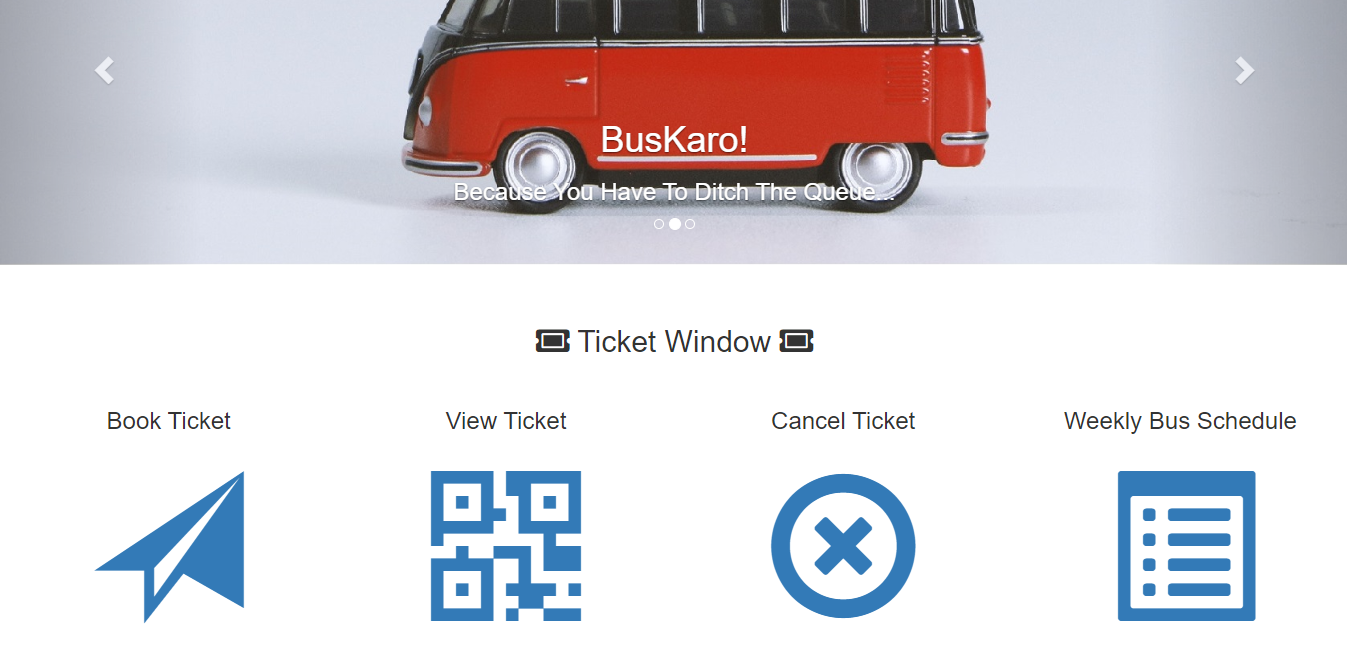 BusKaro!
Because You Have To Ditch The Queue...
Ticket Window
Book Ticket
View Ticket
Cancel Ticket
Weekly Bus Schedule